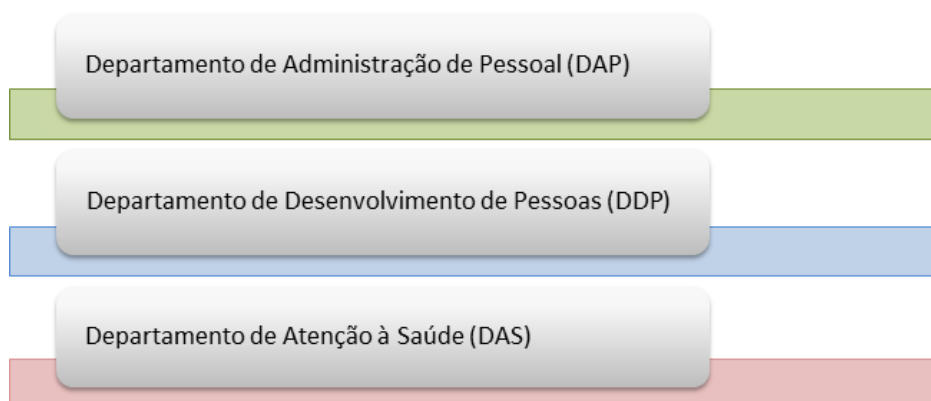 Departamento de Administração de Pessoal (DAP)
Departamento de Desenvolvimento de Pessoas (DDP)
Departamento de Atenção à Saúde (DAS)